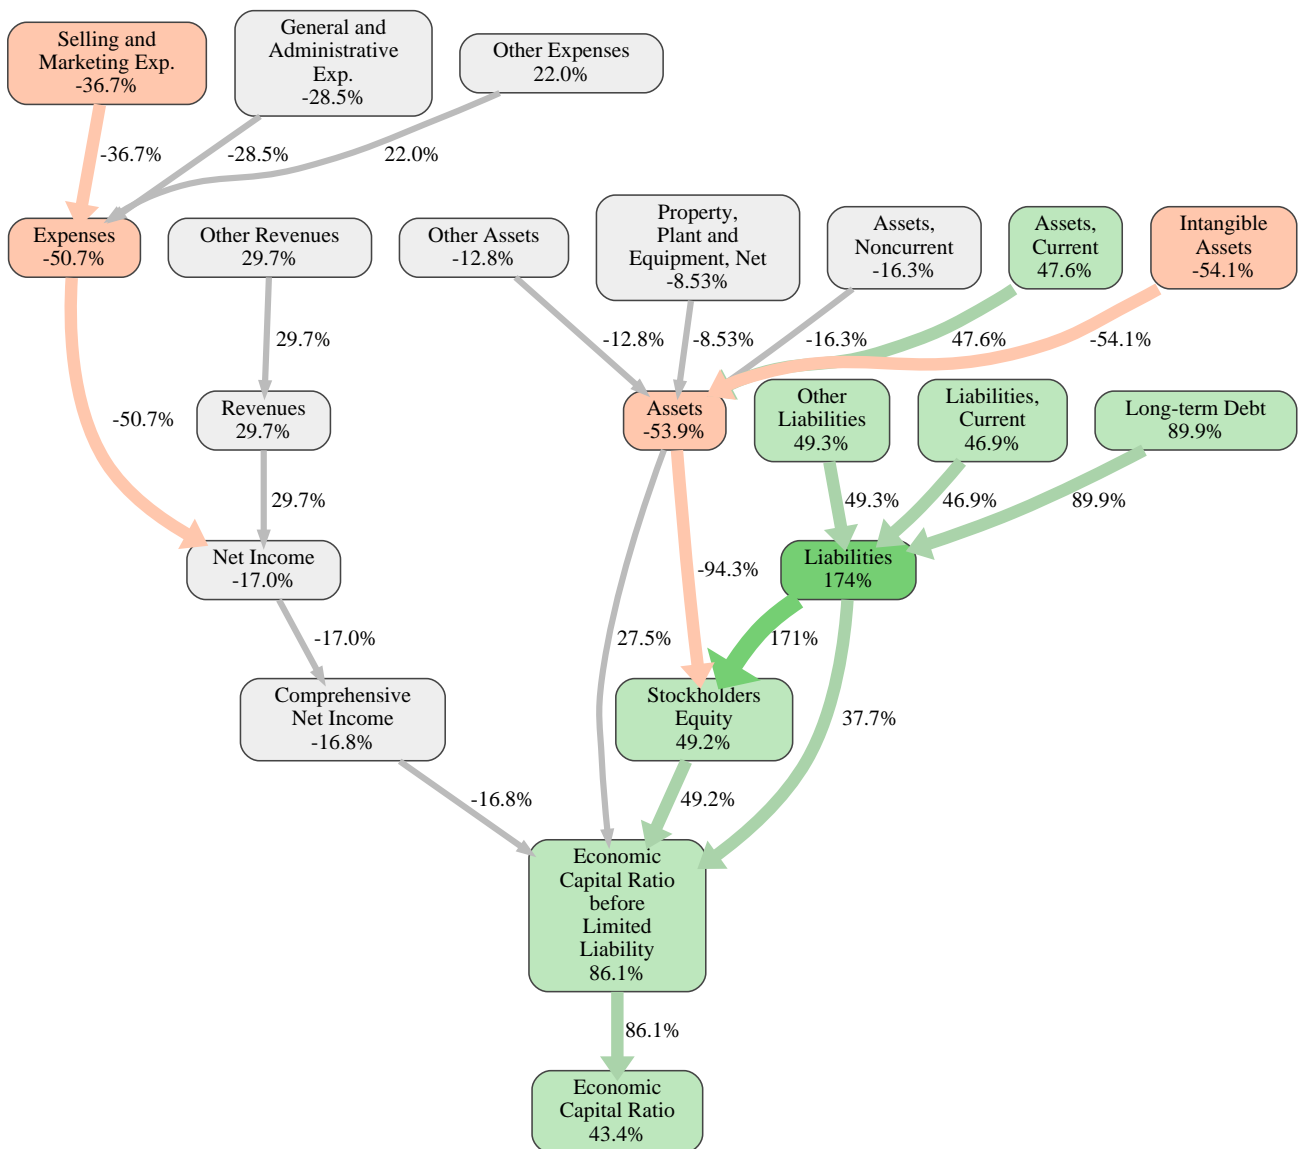 Selling and
Marketing Exp.
-36.7%
General and
Administrative
Exp.
-28.5%
Other Expenses
22.0%
-36.7%
-28.5%
22.0%
Expenses
-50.7%
Other Revenues
29.7%
Other Assets
-12.8%
Property,
Plant and
Equipment, Net
-8.53%
Assets,
Noncurrent
-16.3%
Assets,
Current
47.6%
Intangible
Assets
-54.1%
29.7%
-12.8%
-8.53%
-16.3%
47.6%
-54.1%
-50.7%
Revenues
29.7%
Assets
-53.9%
Other
Liabilities
49.3%
Liabilities,
Current
46.9%
Long-term Debt
89.9%
29.7%
49.3%
46.9%
89.9%
Net Income
-17.0%
-94.3%
Liabilities
174%
-17.0%
27.5%
171%
Comprehensive
Net Income
-16.8%
Stockholders
Equity
49.2%
37.7%
-16.8%
49.2%
Economic
Capital Ratio
before
Limited
Liability
86.1%
86.1%
Economic
Capital Ratio
43.4%